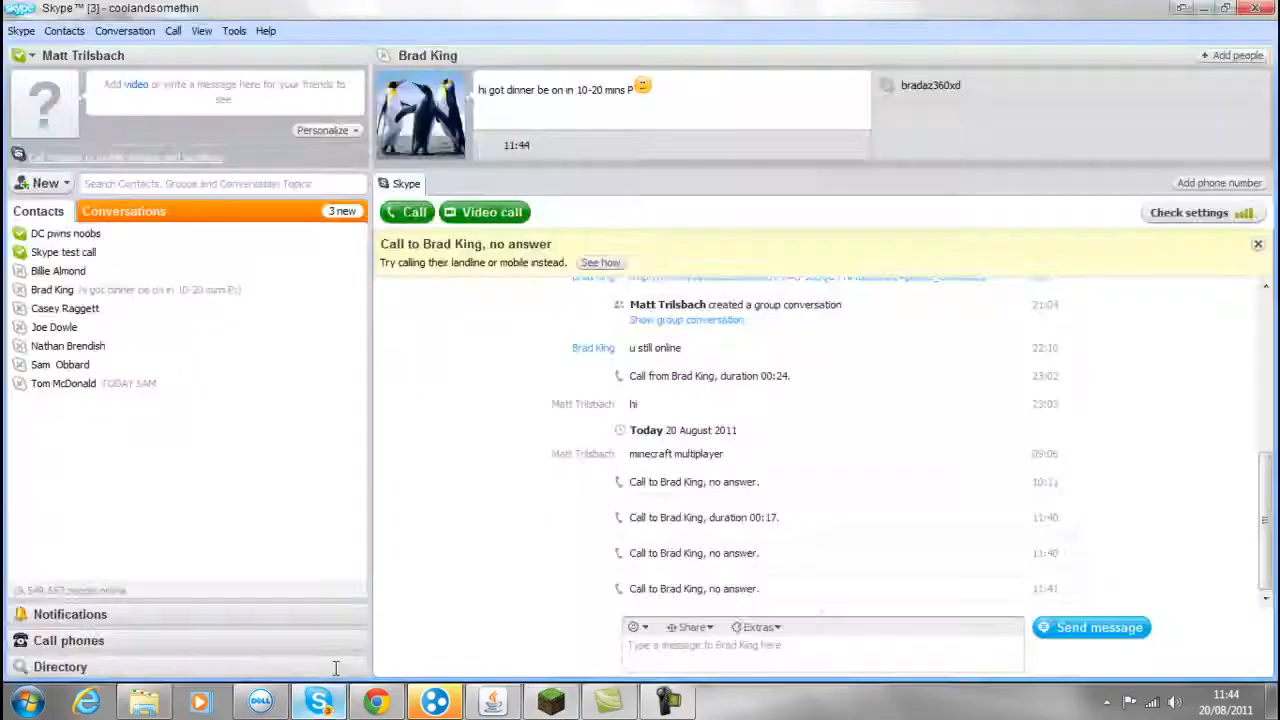 skype Skype™ [3] - coolandsomethin
Skype Contacts Conversation Call View Tools Help
Matt Trilsbach
Add video or write a message here for your friends to
see.
Personalize
New
Search Contacts, Groups and Conversation Topics
Contacts Conversations 3 new
DC pwns noobs
Skype test call
Billie Almond
Brad King hi got dinner be on in 10-20 mins P:)
Casey Raggett
Joe Dowle
Nathan Brendish
Sam Obbard
Tom McDonald TODAY 5AM
Notifications
Call phones
Directory
Brad King
+ Add people
hi got dinner be on in 10-20 mins P
bradaz360xd
11:44
Skype
Add phone number
Call Video call
Check settings
Call to Brad King, no answer
Try calling their landline or mobile instead. See how
Matt Trilsbach created a group conversation 21:04
Show group conversation
Brad King u still online 22:10
Call from Brad King, duration 00:24. 23:02
Matt Trilsbach hi 23:03
Today 20 August 2011
Matt Trilsbach minecraft multiplayer 09:06
Call to Brad King, no answer.
Call to Brad King, duration 00:17. 11:40
Call to Brad King, no answer. 11:40
Call to Brad King, no answer. 11:41
Share Extras
Type a message to Brad King here
Send message
DELL
11:44
20/08/2011